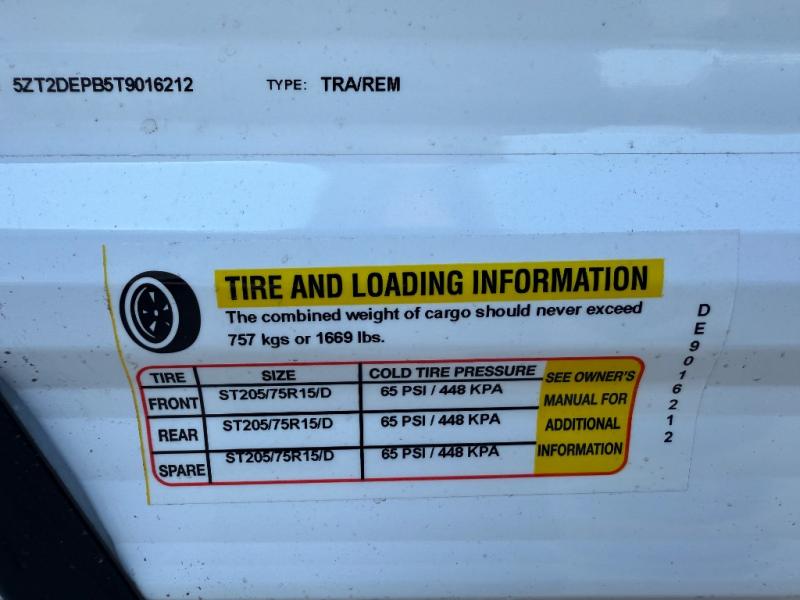 5ZT2DEPB5T9016212 TYPE: TRA/REM
TIRE AND LOADING INFORMATION
The combined weight of cargo should never exceed
757 kgs or 1669 lbs.
TIRE SIZE COLD TIRE PRESSURE SEE OWNER'S
FRONT ST205/75R15/D 65 PSI / 448 KPA MANUAL FOR
REAR ST205/75R15/D 65 PSI / 448 KPA ADDITIONAL
SPARE ST205/75R15/D 65 PSI / 448 KPA INFORMATION
DE9016212